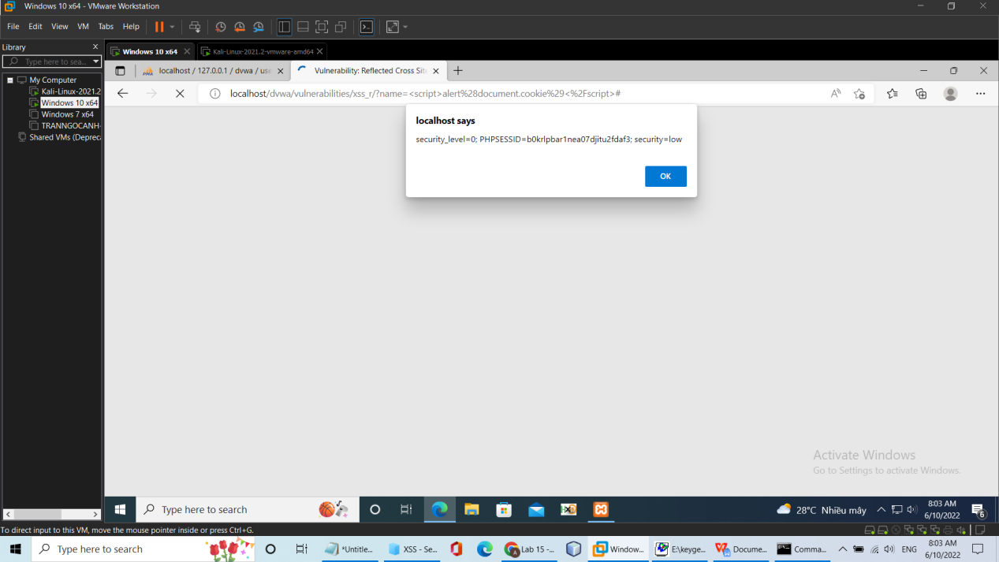 Windows 10 x64 - VMware Workstation
File Edit View VM Tabs Help
Library
Type here to sea...
My Computer
Kali-Linux-2021.2
Windows 10 x64
Windows 7 x64
TRANNGOCANH-
Shared VMs (Depreca
Windows 10 x64
Kali-Linux-2021.2-vmware-amd64
localhost / 127.0.0.1 / dvwa / use
Vulnerability: Reflected Cross Site
localhost/dvwa/vulnerabilities/xss_r/?name=<script>alert%28document.cookie%29<%2Fscript>#
localhost says
security_level=0; PHPSESSID=b0krlpbar1nea07djitu2fdaf3; security=low
OK
Activate Windows
Go to Settings to activate Windows.
Type here to search
28°C Nhiều mây
8:03 AM
6/10/2022
6
To direct input to this VM, move the mouse pointer inside or press Ctrl+G.
Type here to search
*Untitle...
XSS - Se...
Lab 15 -...
Window...
E:\keyge...
Docume...
Comma...
ENG
8:03 AM
6/10/2022